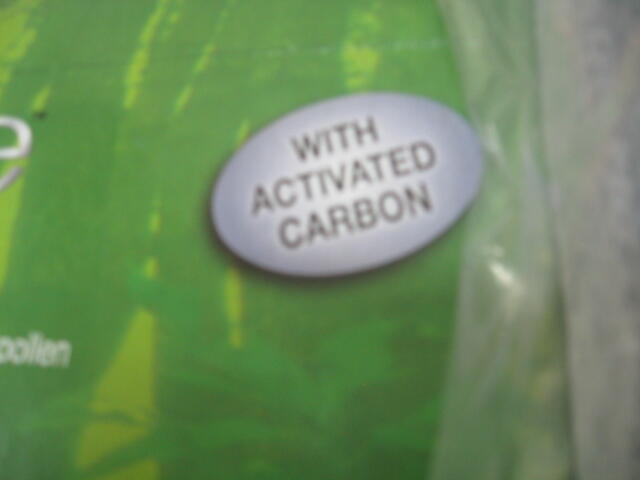 e
WITH
ACTIVATED
CARBON
pollen